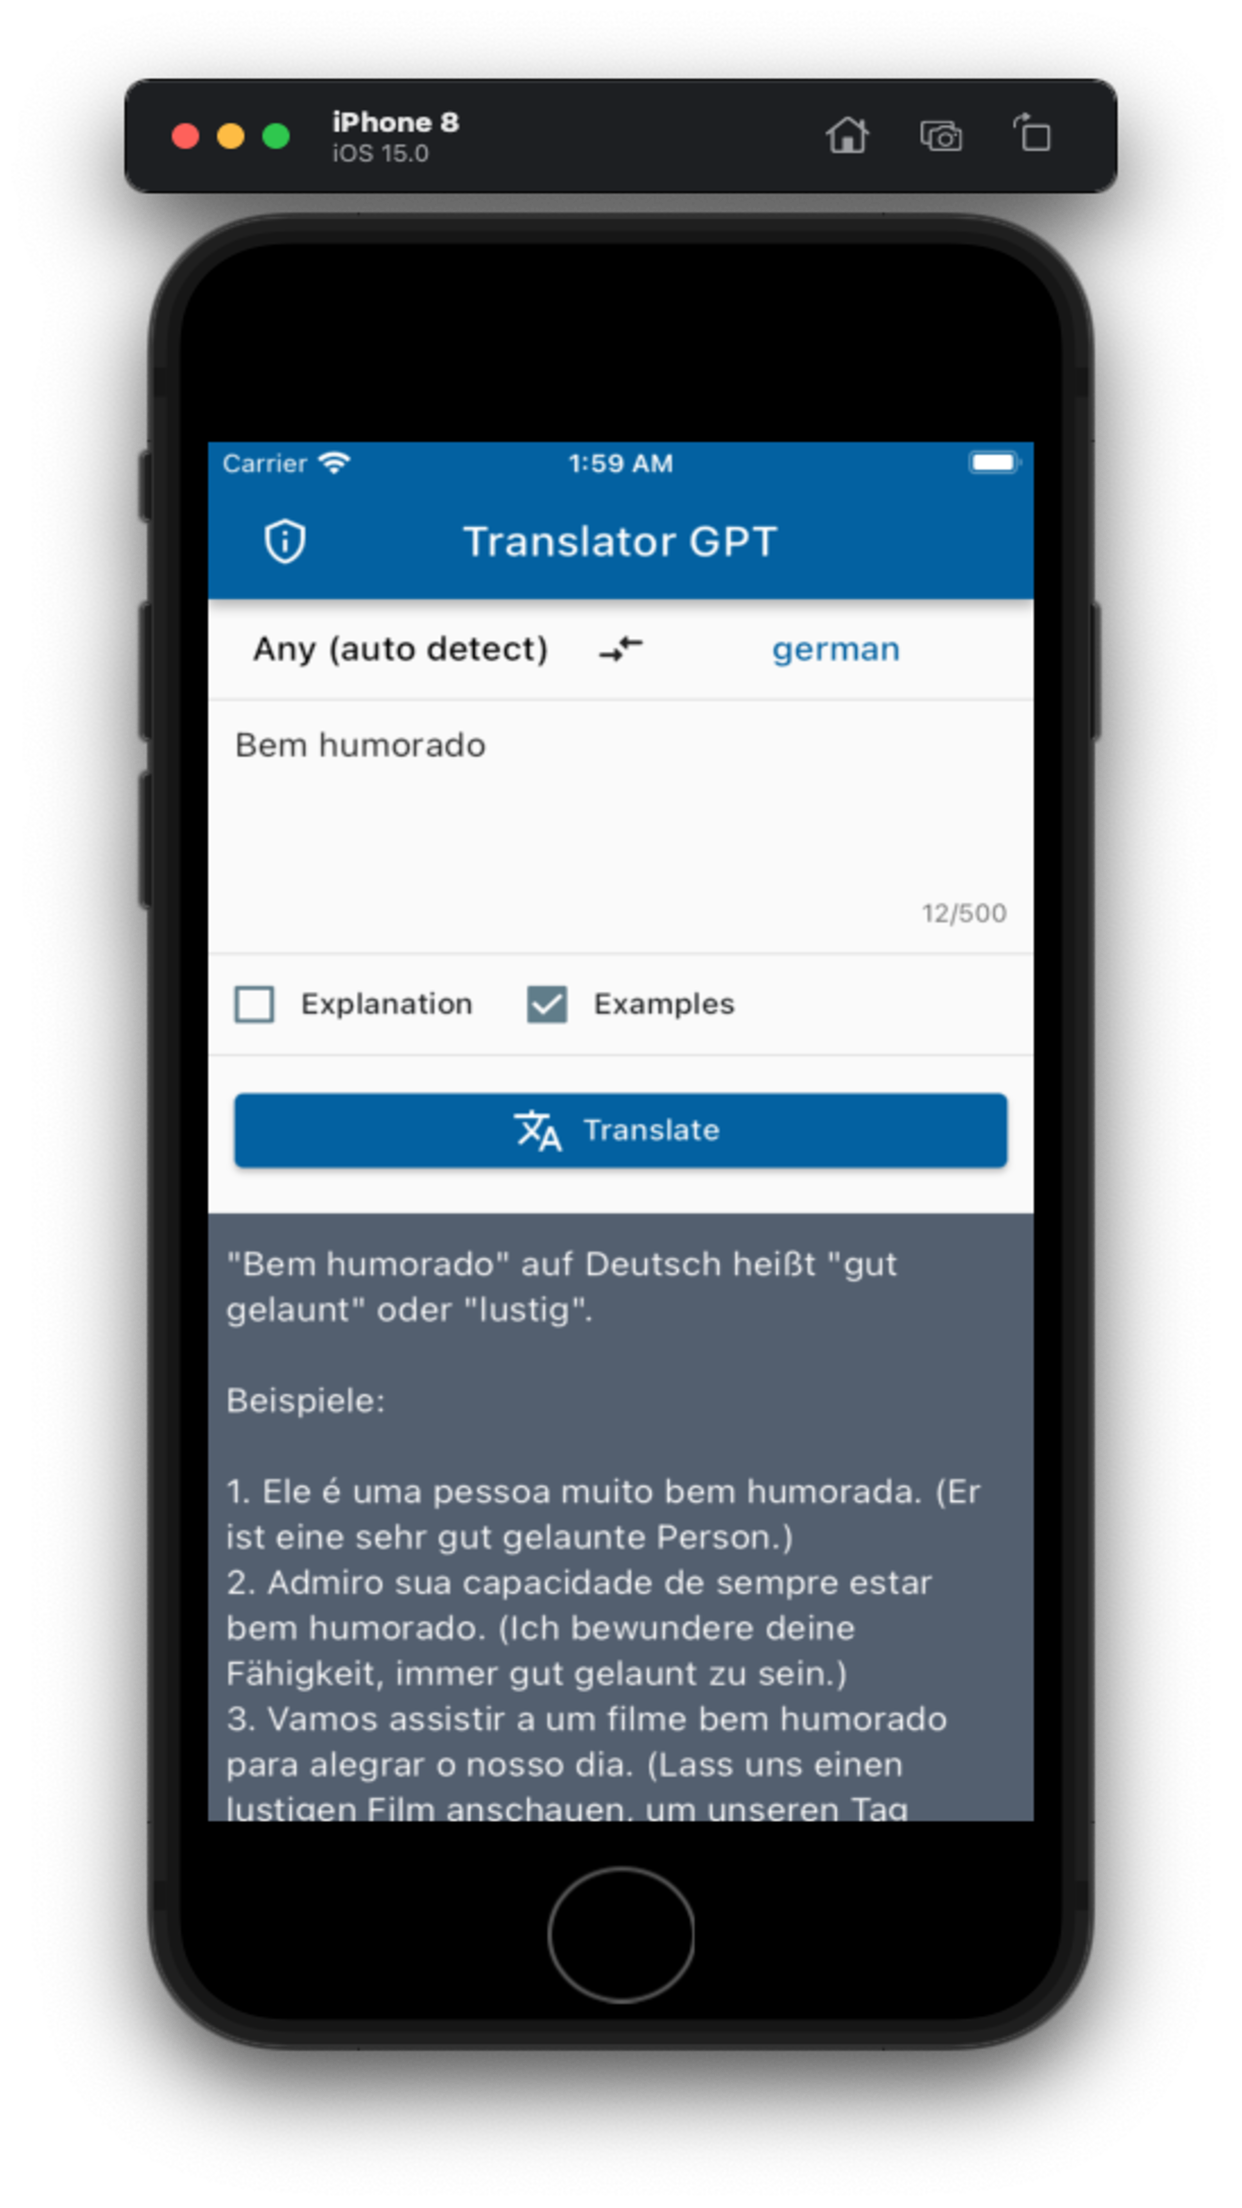 iPhone 8
iOS 15.0
Carrier 1:59 AM
Translator GPT
Any (auto detect) german
Bem humorado
12/500
Explanation Examples
Translate
"Bem humorado" auf Deutsch heißt "gut
gelaunt" oder "lustig".
Beispiele:
1. Ele é uma pessoa muito bem humorada. (Er
ist eine sehr gut gelaunte Person.)
2. Admiro sua capacidade de sempre estar
bem humorado. (Ich bewundere deine
Fähigkeit, immer gut gelaunt zu sein.)
3. Vamos assistir a um filme bem humorado
para alegrar o nosso dia. (Lass uns einen
lustigen Film anschauen, um unseren Tag